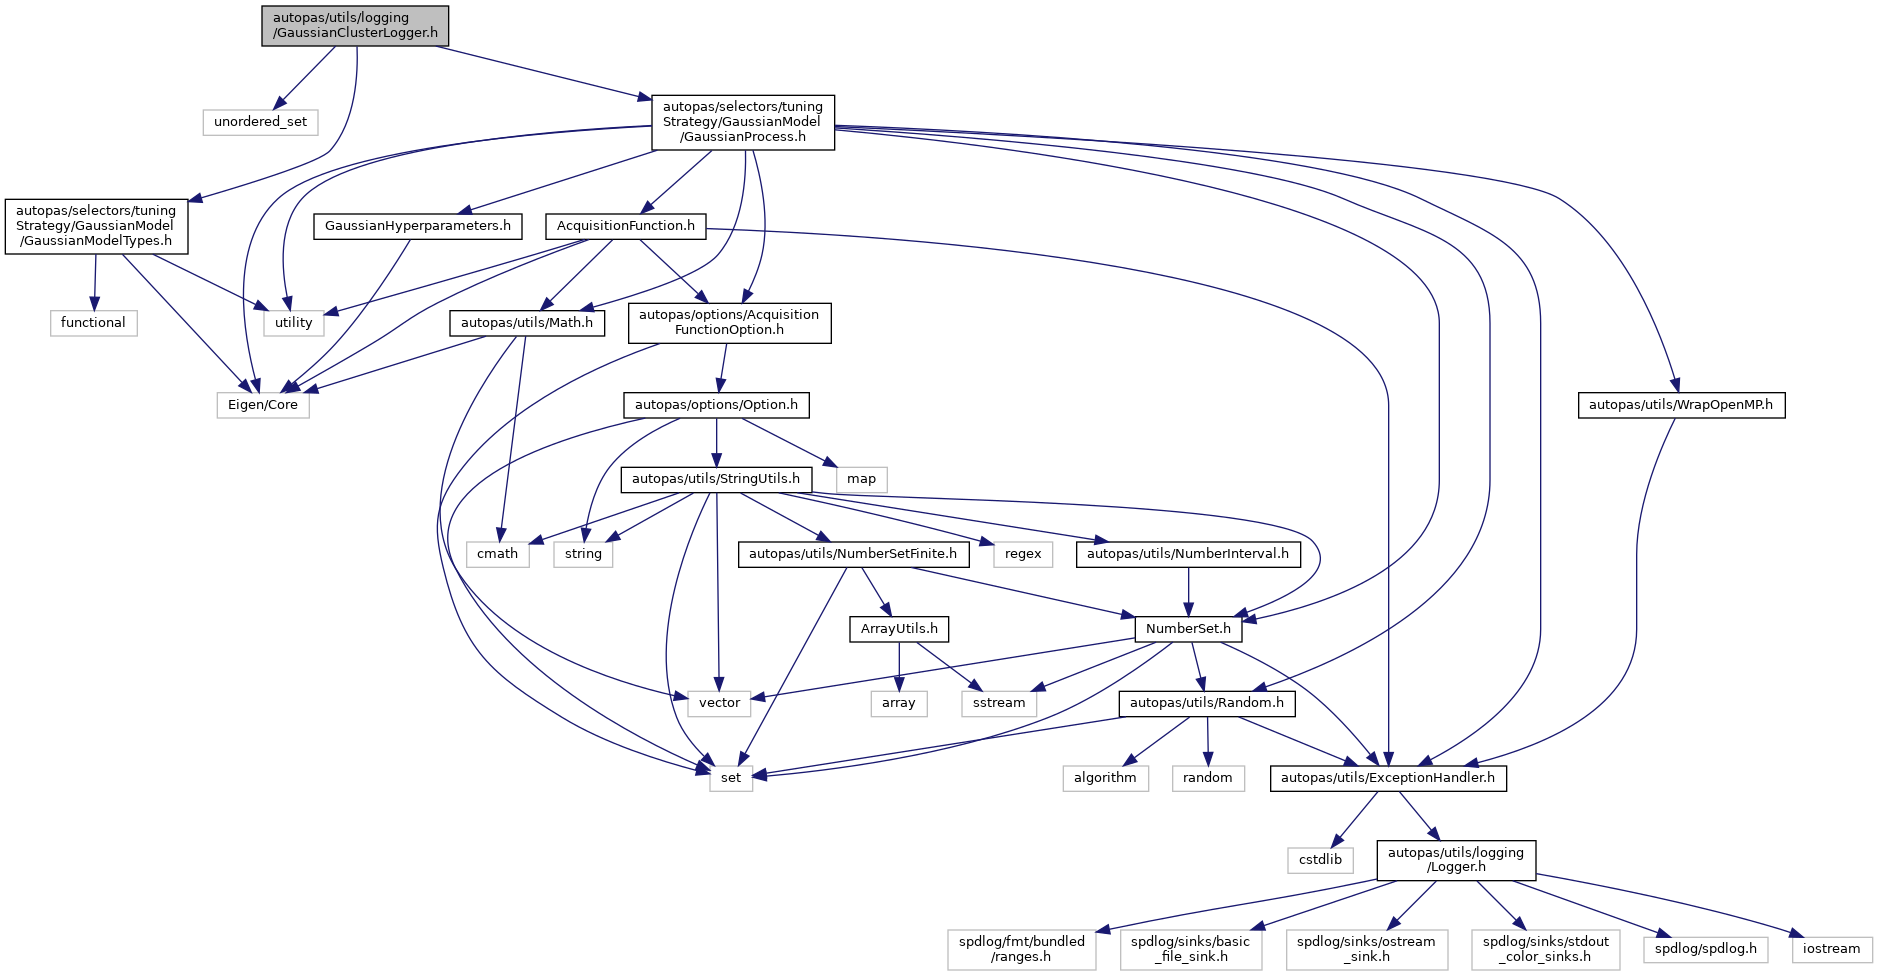 autopas/utils/logging
/GaussianClusterLogger.h
unordered_set
autopas/selectors/tuning
Strategy/GaussianModel
/GaussianProcess.h
autopas/selectors/tuning
Strategy/GaussianModel
/GaussianModelTypes.h
GaussianHyperparameters.h
AcquisitionFunction.h
functional
utility
autopas/utils/Math.h
autopas/options/Acquisition
FunctionOption.h
Eigen/Core
autopas/options/Option.h
autopas/utils/WrapOpenMP.h
autopas/utils/StringUtils.h
map
cmath
string
autopas/utils/NumberSetFinite.h
regex
autopas/utils/NumberInterval.h
ArrayUtils.h
NumberSet.h
vector
array
sstream
autopas/utils/Random.h
set
algorithm
random
autopas/utils/ExceptionHandler.h
cstdlib
autopas/utils/logging
/Logger.h
spdlog/fmt/bundled
/ranges.h
spdlog/sinks/basic
_file_sink.h
spdlog/sinks/ostream
_sink.h
spdlog/sinks/stdout
_color_sinks.h
spdlog/spdlog.h
iostream